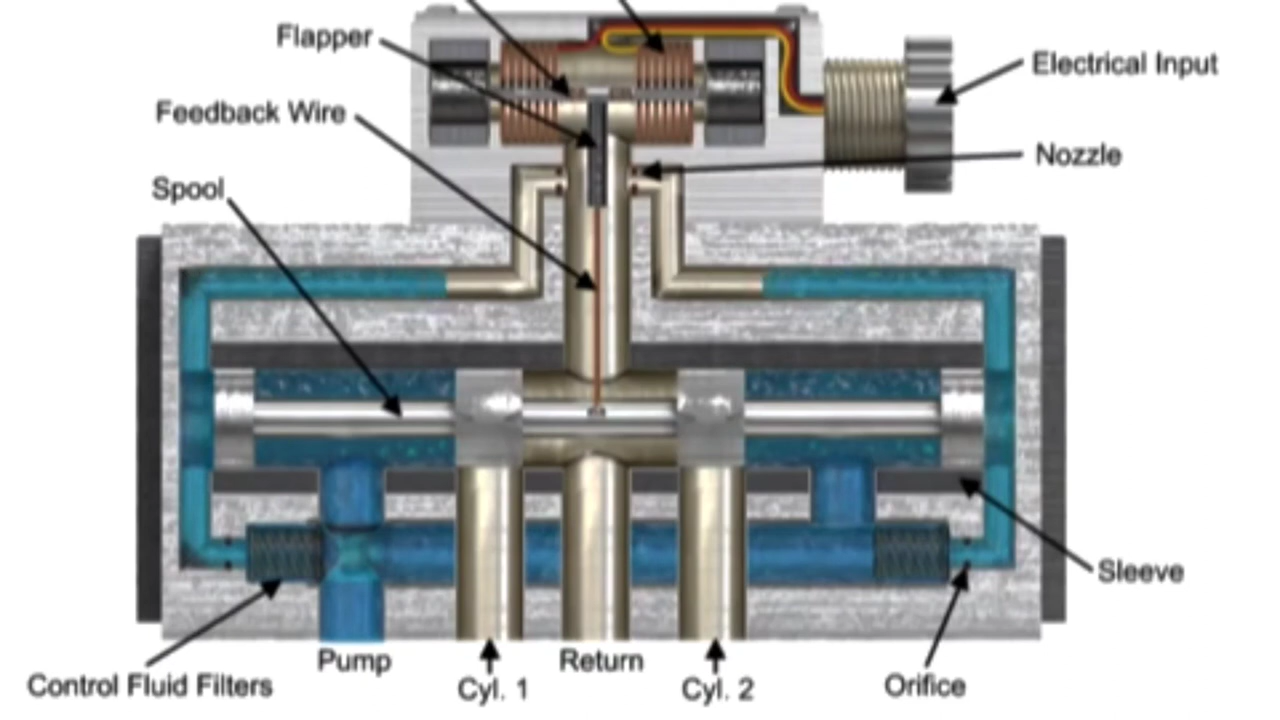 Flapper
Electrical Input
Feedback Wire
Nozzle
Spool
Sleeve
Pump
Return
Control Fluid Filters
Cyl. 1
Cyl. 2
Orifice